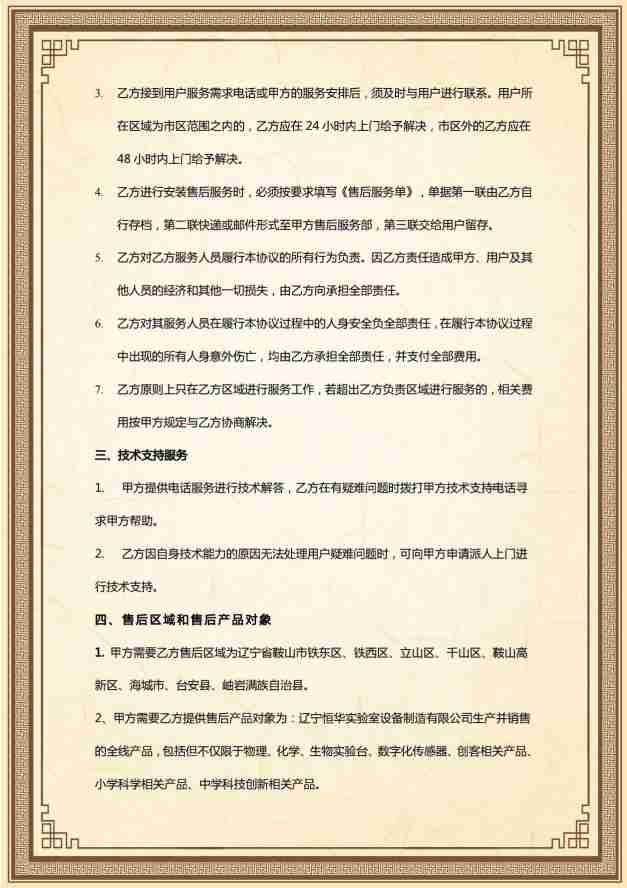 3. 乙方接到用户服务需求电话或甲方的服务安排后，须及时与用户进行联系。用户所
在区域为市区范围之内的，乙方应在 24 小时内上门给予解决，市区外的乙方应在
48 小时内上门给予解决。
4. 乙方进行安装售后服务时，必须按要求填写《售后服务单》，单据第一联由乙方自
行存档，第二联快递或邮件形式至甲方售后服务部，第三联交给用户留存。
5. 乙方对乙方服务人员履行本协议的所有行为负责。因乙方责任造成甲方、用户及其
他人员的经济和其他一切损失，由乙方向承担全部责任。
6. 乙方对其服务人员在履行本协议过程中的人身安全负全部责任，在履行本协议过程
中出现的所有人身意外伤亡，均由乙方承担全部责任，并支付全部费用。
7. 乙方原则上只在乙方区域进行服务工作，若超出乙方负责区域进行服务的，相关费
用按甲方规定与乙方协商解决。
三、技术支持服务
1. 甲方提供电话服务进行技术解答，乙方在有疑难问题时拨打甲方技术支持电话寻
求甲方帮助。
2. 乙方因自身技术能力的原因无法处理用户疑难问题时，可向甲方申请派人上门进
行技术支持。
四、售后区域和售后产品对象
1. 甲方需要乙方售后区域为辽宁省鞍山市铁东区、铁西区、立山区、千山区、鞍山高
新区、海城市、台安县、岫岩满族自治县。
2、甲方需要乙方提供售后产品对象为：辽宁恒华实验室设备制造有限公司生产并销售
的全线产品，包括但不仅限于物理、化学、生物实验台、数字化传感器、创客相关产品、
小学科学相关产品、中学科技创新相关产品。